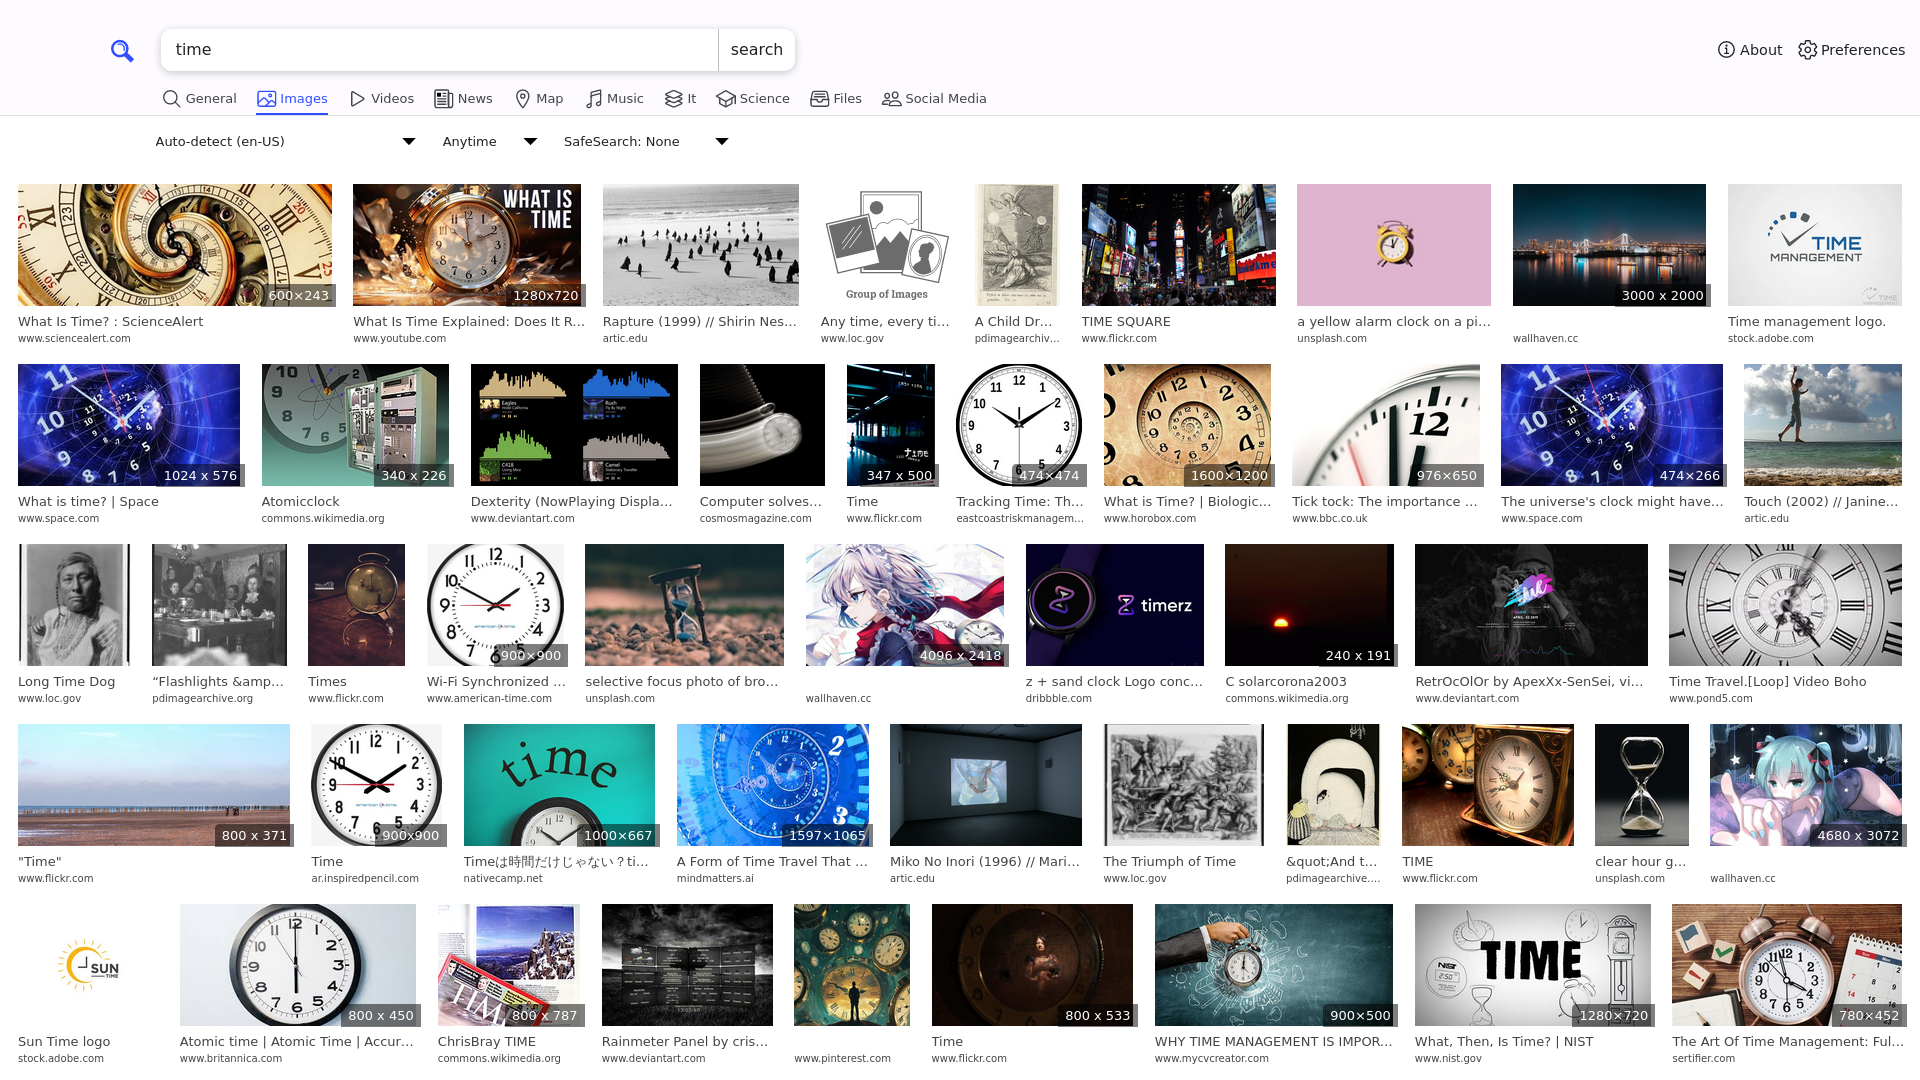 time
search
About
Preferences
General
Images
Videos
News
Map
Music
It
Science
Files
Social Media
Auto-detect (en-US)
Anytime
SafeSearch: None
WHAT IS
TIME
Group of Images
TIME
MANAGEMENT
600×243
1280x720
3000 x 2000
What Is Time? : ScienceAlert
www.sciencealert.com
What Is Time Explained: Does It R...
www.youtube.com
Rapture (1999) // Shirin Nes...
artic.edu
Any time, every ti...
www.loc.gov
A Child Dr...
pdimagearchiv...
TIME SQUARE
www.flickr.com
a yellow alarm clock on a pi...
unsplash.com
wallhaven.cc
Time management logo.
stock.adobe.com
1024 x 576
340 x 226
347 x 500
474×474
1600×1200
976×650
474×266
What is time? | Space
www.space.com
Atomicclock
commons.wikimedia.org
Dexterity (NowPlaying Displa...
www.deviantart.com
Computer solves...
cosmosmagazine.com
Time
www.flickr.com
Tracking Time: Th...
eastcoastriskmanagem...
What is Time? | Biologic...
www.horobox.com
Tick tock: The importance ...
www.bbc.co.uk
The universe's clock might have...
www.space.com
Touch (2002) // Janine...
artic.edu
timerz
900×900
4096 x 2418
240 x 191
Long Time Dog
www.loc.gov
“Flashlights &amp...
pdimagearchive.org
Times
www.flickr.com
Wi-Fi Synchronized ...
www.american-time.com
selective focus photo of bro...
unsplash.com
wallhaven.cc
z + sand clock Logo conc...
dribbble.com
C solarcorona2003
commons.wikimedia.org
RetrOcOlOr by ApexXx-SenSei, vi...
www.deviantart.com
Time Travel.[Loop] Video Boho
www.pond5.com
time
800 x 371
900x900
1000×667
1597×1065
4680 x 3072
"Time"
www.flickr.com
Time
ar.inspiredpencil.com
Timeは時間だけじゃない？ti...
nativecamp.net
A Form of Time Travel That ...
mindmatters.ai
Miko No Inori (1996) // Mari...
artic.edu
The Triumph of Time
www.loc.gov
&quot;And t...
pdimagearchive....
TIME
www.flickr.com
clear hour g...
unsplash.com
wallhaven.cc
SUN
TIME
TIME
NIST
TIME
800 x 450
800 x 787
800 x 533
900×500
1280×720
780×452
Sun Time logo
stock.adobe.com
Atomic time | Atomic Time | Accur...
www.britannica.com
ChrisBray TIME
commons.wikimedia.org
Rainmeter Panel by cris...
www.deviantart.com
www.pinterest.com
Time
www.flickr.com
WHY TIME MANAGEMENT IS IMPOR...
www.mycvcreator.com
What, Then, Is Time? | NIST
www.nist.gov
The Art Of Time Management: Ful...
sertifier.com